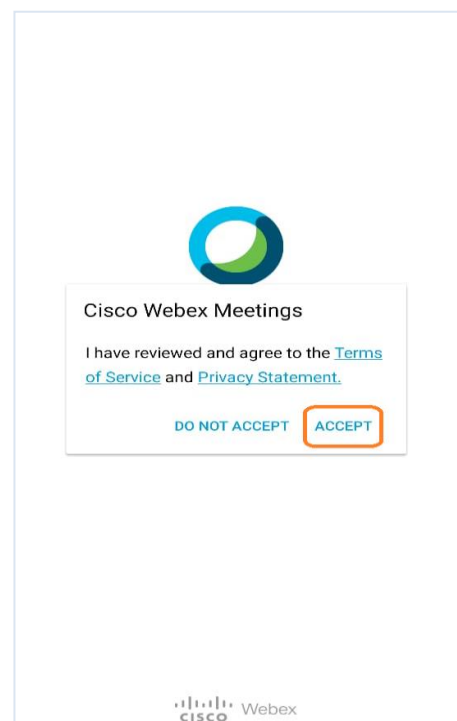 Cisco Webex Meetings
I have reviewed and agree to the Terms
of Service and Privacy Statement.
DO NOT ACCEPT ACCEPT
CISCO Webex